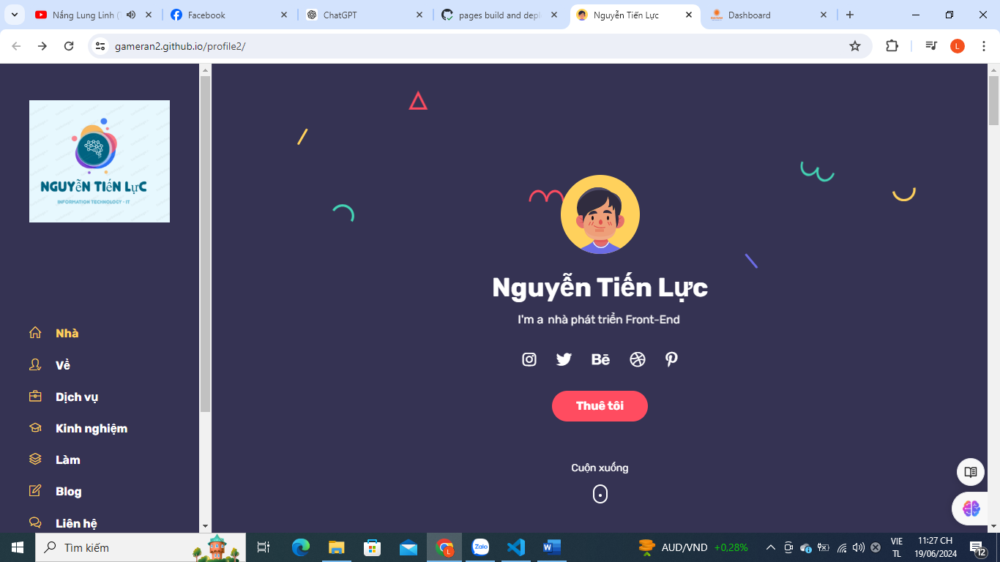 Nắng Lung Linh (
Facebook
ChatGPT
pages build and dep
Nguyễn Tiến Lực
Dashboard
gameran2.github.io/profile2/
L
NGUYỄN TIẾN LỰC
INFORMATION TECHNOLOGY - IT
Nhà
Về
Dịch vụ
Kinh nghiệm
Làm
Blog
Liên hệ
Nguyễn Tiến Lực
I'm a nhà phát triển Front-End
Bē
Thuê tôi
Cuộn xuống
Tìm kiếm
L
Zalo
W
AUD/VND +0,28%
VIE
TL
11:27 CH
19/06/2024
12